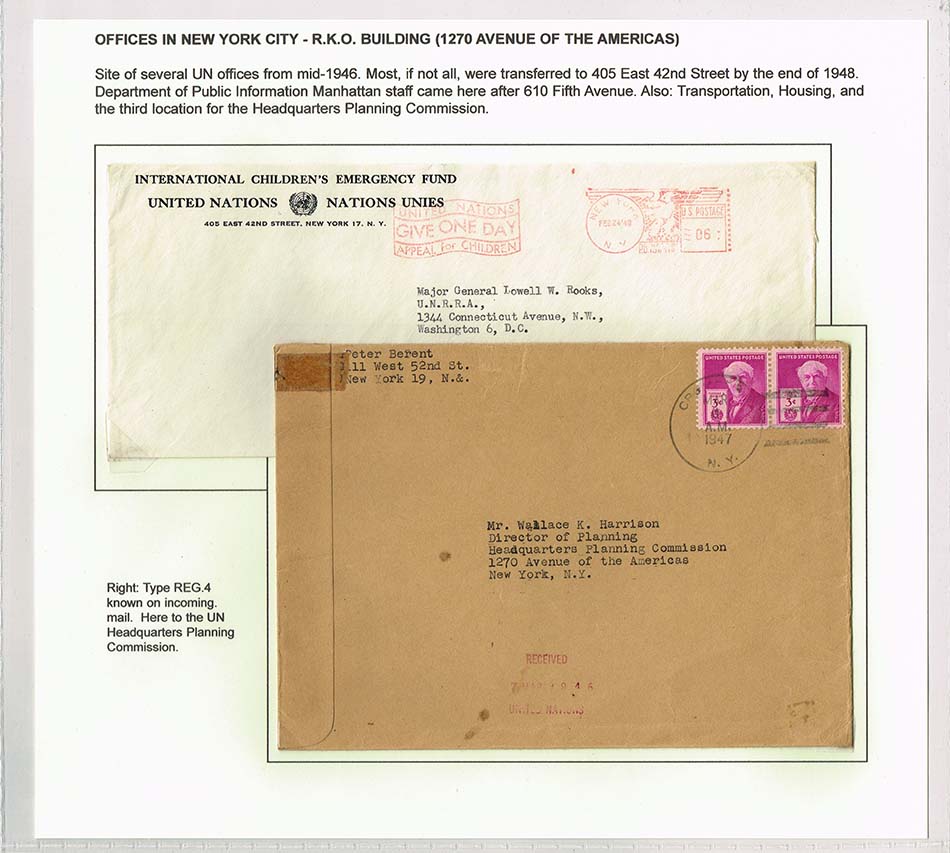 OFFICES IN NEW YORK CITY - R.K.O. BUILDING (1270 AVENUE OF THE AMERICAS)
Site of several UN offices from mid-1946. Most, if not all, were transferred to 405 East 42nd Street by the end of 1948.
Department of Public Information Manhattan staff came here after 610 Fifth Avenue. Also: Transportation, Housing, and
the third location for the Headquarters Planning Commission.
INTERNATIONAL CHILDREN'S EMERGENCY FUND
UNITED NATIONS NATIONS UNIES
405 EAST 42ND STREET, NEW YORK 17, N. Y.
UNITED NATIONS
GIVE ONE DAY
APPEAL for CHILDREN
NEW YORK
FEB 24 '48
N. Y.
U.S. POSTAGE
06
Major General Lowell W. Rooks,
U.N.R.R.A.,
1344 Connecticut Avenue, N.W.,
Washington 6, D.C.
Peter Berent
111 West 52nd St.
New York 19, N.&.
UNITED STATES POSTAGE
3¢
UNITED STATES POSTAGE
3¢
A.M.
1947
N. Y.
Mr. Wallace K. Harrison
Director of Planning
Headquarters Planning Commission
1270 Avenue of the Americas
New York, N.Y.
Right: Type REG.4
known on incoming.
mail. Here to the UN
Headquarters Planning
Commission.
RECEIVED
7 MAR 1946
UNITED NATIONS